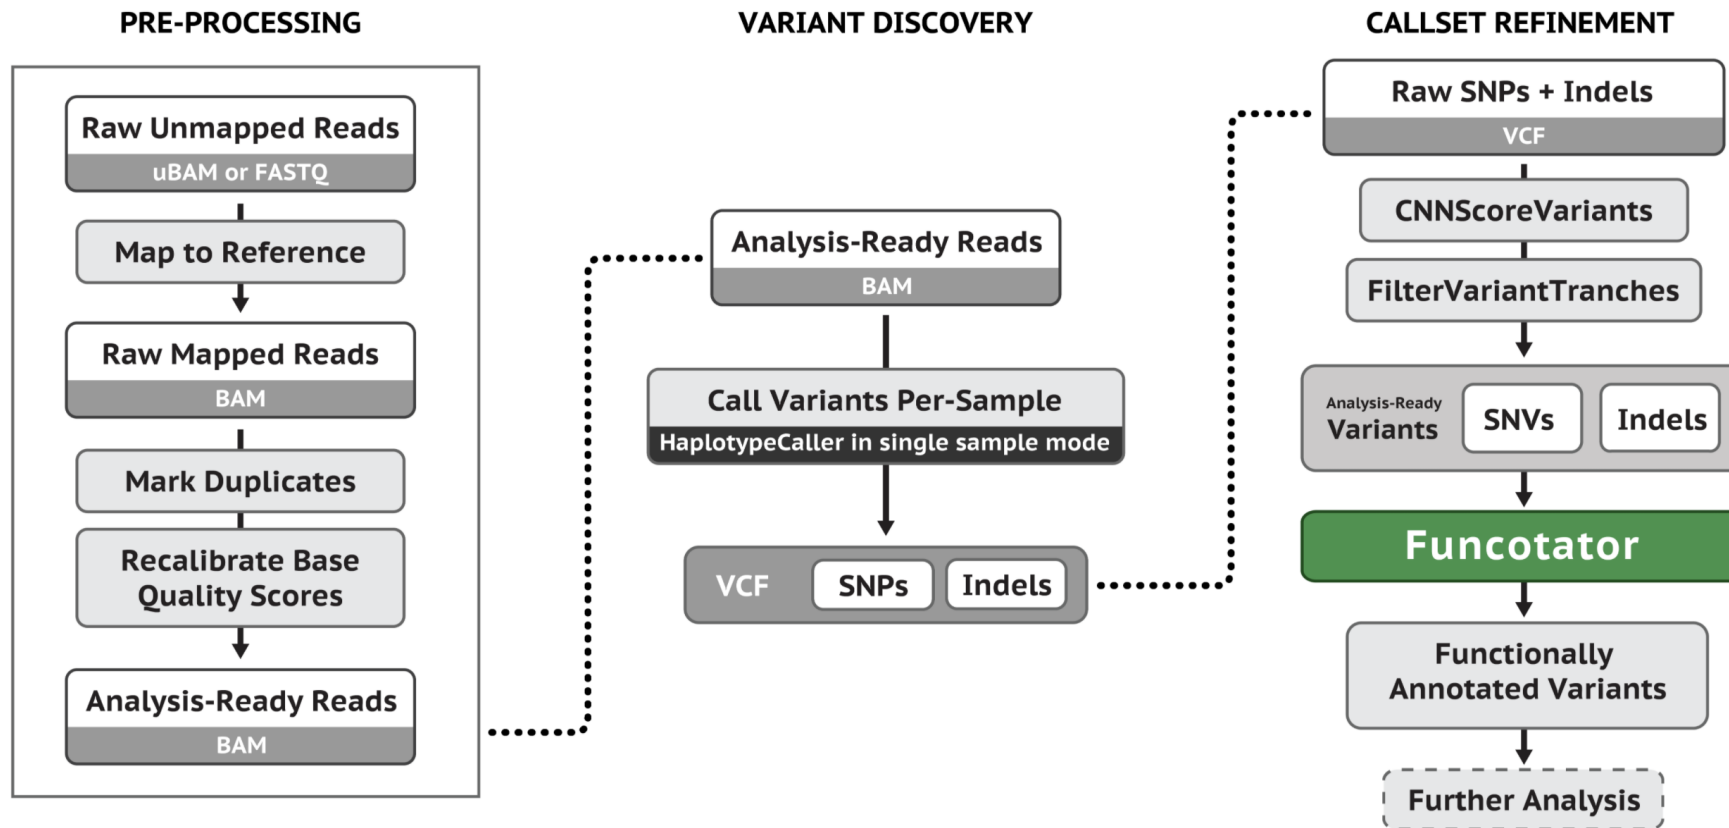 PRE-PROCESSING
Raw Unmapped Reads
uBAM or FASTQ
Map to Reference
Raw Mapped Reads
BAM
Mark Duplicates
Recalibrate Base
Quality Scores
Analysis-Ready Reads
BAM
VARIANT DISCOVERY
Analysis-Ready Reads
BAM
Call Variants Per-Sample
HaplotypeCaller in single sample mode
VCF SNPs Indels
CALLSET REFINEMENT
Raw SNPs + Indels
VCF
CNNScoreVariants
FilterVariantTranches
Analysis-Ready
Variants SNVs Indels
Funcotator
Functionally
Annotated Variants
Further Analysis